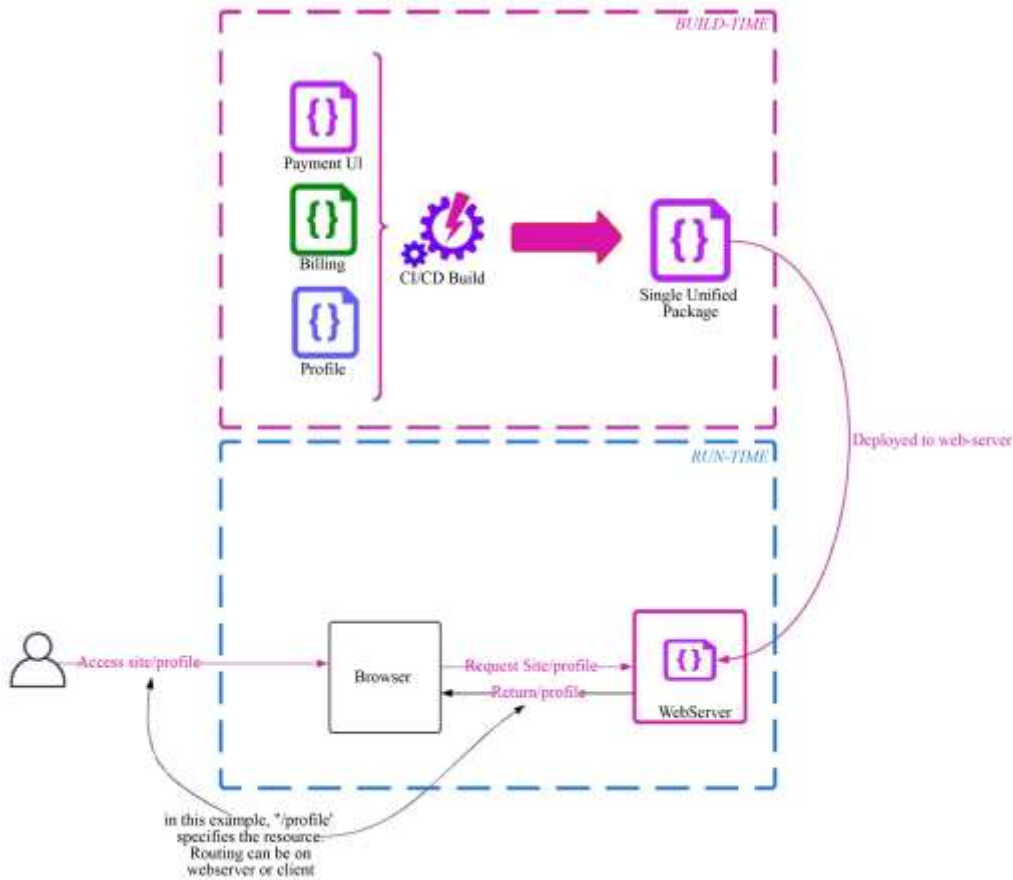 BUILD-TIME
Payment UI
Billing
Profile
CI/CD Build
Single Unified
Package
Deployed to web-server
RUN-TIME
Access site/profile
Browser
Request Site/profile
Return/profile
WebServer
in this example, "/profile'
specifies the resource.
Routing can be on
webserver or client